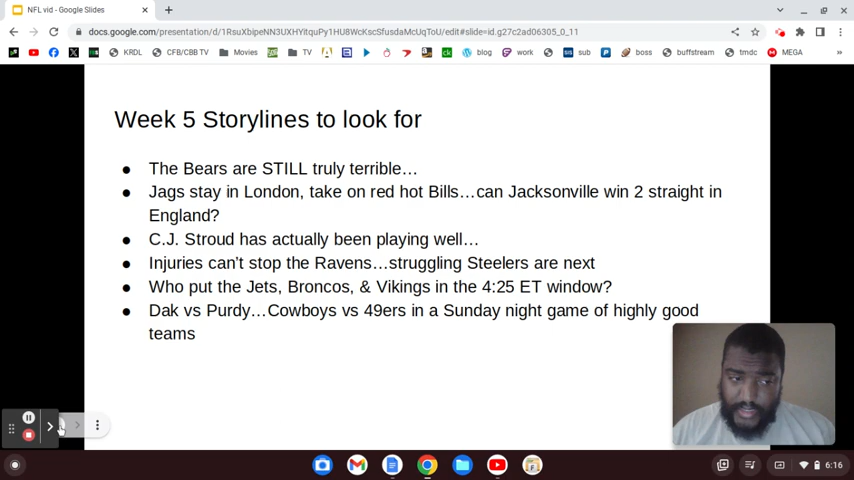 NFL vid - Google Slides
docs.google.com/presentation/d/1RsuXbipeNN3UXHYitquPy1HU8WcKscSfusdaMcUqToU/edit#slide=id.g27c2ad06305_0_11
KRDL CFB/CBB TV Movies TV blog work sub boss buffstream tmdc MEGA
Week 5 Storylines to look for
● The Bears are STILL truly terrible…
● Jags stay in London, take on red hot Bills…can Jacksonville win 2 straight in
England?
● C.J. Stroud has actually been playing well…
● Injuries can’t stop the Ravens…struggling Steelers are next
● Who put the Jets, Broncos, & Vikings in the 4:25 ET window?
● Dak vs Purdy…Cowboys vs 49ers in a Sunday night game of highly good
teams
6:16